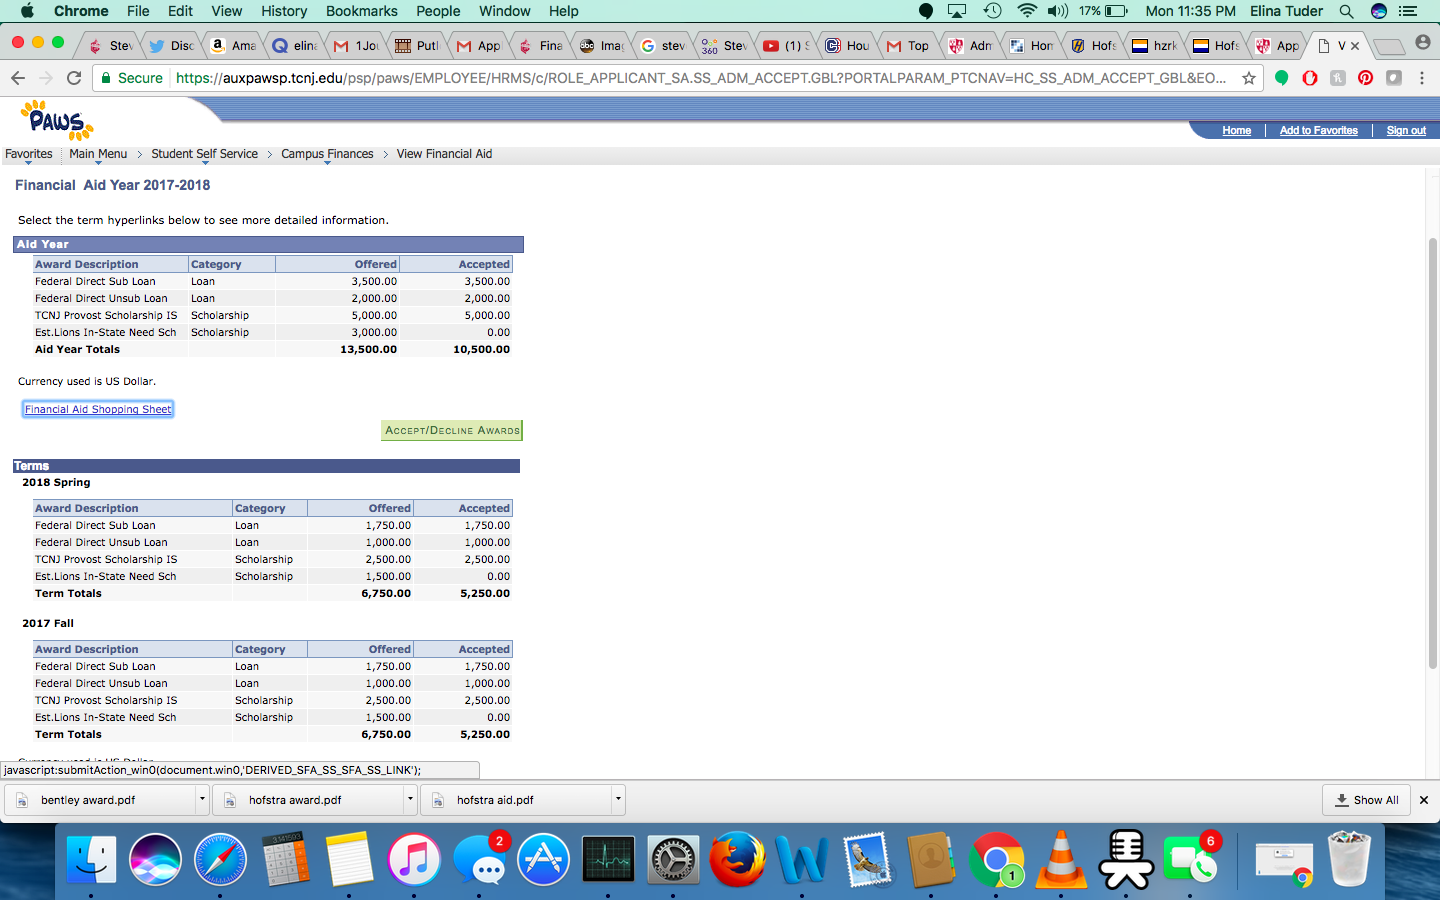 Chrome File Edit View History Bookmarks People Window Help 17% Mon 11:35 PM Elina Tuder
Stev Disc Ama elina 1Jou Putl App Fina abc Imag stev 360 Stev (1) S Hou Top Adn Hon Hofs hzrk Hofs App V
Secure https://auxpawsp.tcnj.edu/psp/paws/EMPLOYEE/HRMS/c/ROLE_APPLICANT_SA.SS_ADM_ACCEPT.GBL?PORTALPARAM_PTCNAV=HC_SS_ADM_ACCEPT_GBL&EO...
PAWS
Home Add to Favorites Sign out
Favorites Main Menu > Student Self Service > Campus Finances > View Financial Aid
Financial Aid Year 2017-2018
Select the term hyperlinks below to see more detailed information.
Aid Year
Award Description Category Offered Accepted
Federal Direct Sub Loan Loan 3,500.00 3,500.00
Federal Direct Unsub Loan Loan 2,000.00 2,000.00
TCNJ Provost Scholarship IS Scholarship 5,000.00 5,000.00
Est.Lions In-State Need Sch Scholarship 3,000.00 0.00
Aid Year Totals 13,500.00 10,500.00
Currency used is US Dollar.
Financial Aid Shopping Sheet
ACCEPT/DECLINE AWARDS
Terms
2018 Spring
Award Description Category Offered Accepted
Federal Direct Sub Loan Loan 1,750.00 1,750.00
Federal Direct Unsub Loan Loan 1,000.00 1,000.00
TCNJ Provost Scholarship IS Scholarship 2,500.00 2,500.00
Est.Lions In-State Need Sch Scholarship 1,500.00 0.00
Term Totals 6,750.00 5,250.00
2017 Fall
Award Description Category Offered Accepted
Federal Direct Sub Loan Loan 1,750.00 1,750.00
Federal Direct Unsub Loan Loan 1,000.00 1,000.00
TCNJ Provost Scholarship IS Scholarship 2,500.00 2,500.00
Est.Lions In-State Need Sch Scholarship 1,500.00 0.00
Term Totals 6,750.00 5,250.00
javascript:submitAction_win0(document.win0,'DERIVED_SFA_SS_SFA_SS_LINK');
bentley award.pdf hofstra award.pdf hofstra aid.pdf Show All
3.141503 2 1 6